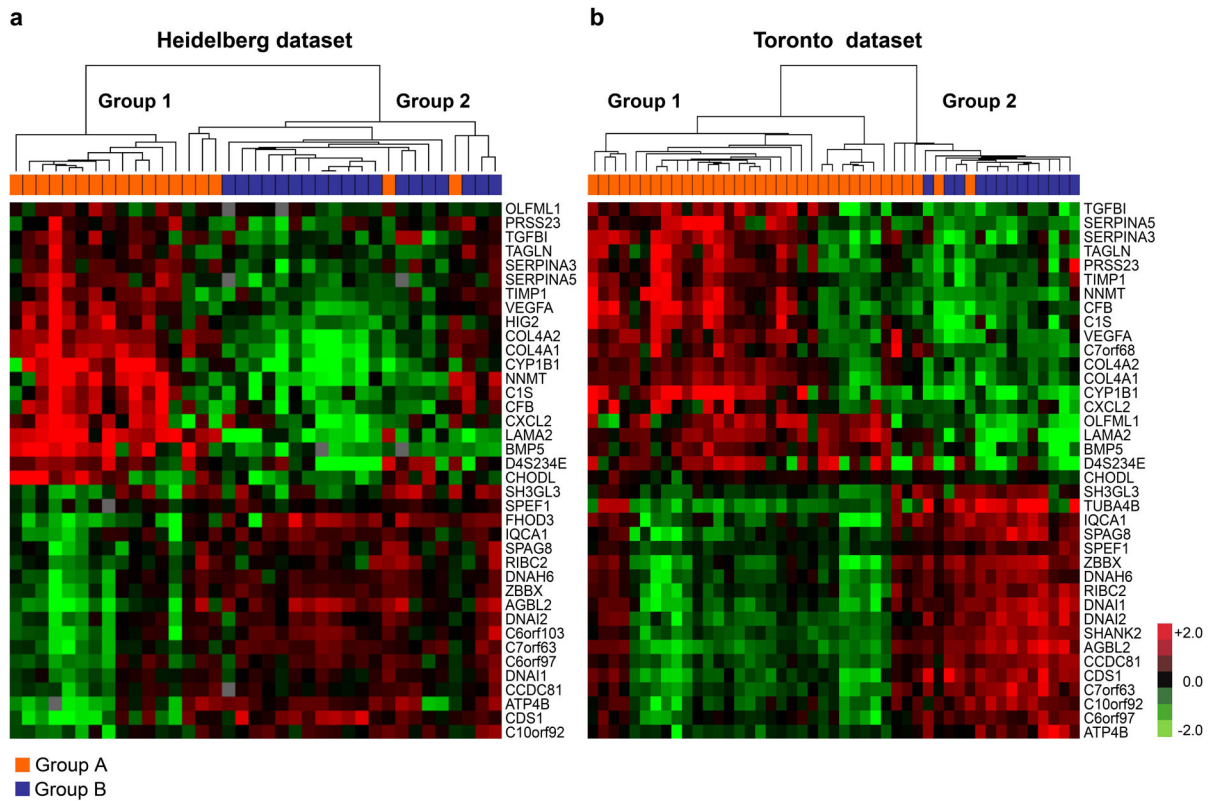 a
Heidelberg dataset
Group 1
Group 2
OLFML1
PRSS23
TGFBI
TAGLN
SERPINA3
SERPINA5
TIMP1
VEGFA
HIG2
COL4A2
COL4A1
CYP1B1
NNMT
C1S
CFB
CXCL2
LAMA2
BMP5
D4S234E
CHODL
SH3GL3
SPEF1
FHOD3
IQCA1
SPAG8
RIBC2
DNAH6
ZBBX
AGBL2
DNAI2
C6orf103
C7orf63
C6orf97
DNAI1
CCDC81
ATP4B
CDS1
C10orf92
Group A
Group B
b
Toronto dataset
Group 1
Group 2
TGFBI
SERPINA5
SERPINA3
TAGLN
PRSS23
TIMP1
NNMT
CFB
C1S
VEGFA
C7orf68
COL4A2
COL4A1
CYP1B1
CXCL2
OLFML1
LAMA2
BMP5
D4S234E
CHODL
SH3GL3
TUBA4B
IQCA1
SPAG8
SPEF1
ZBBX
DNAH6
RIBC2
DNAI1
DNAI2
SHANK2
AGBL2
CCDC81
CDS1
C7orf63
C10orf92
C6orf97
ATP4B
+2.0
0.0
-2.0